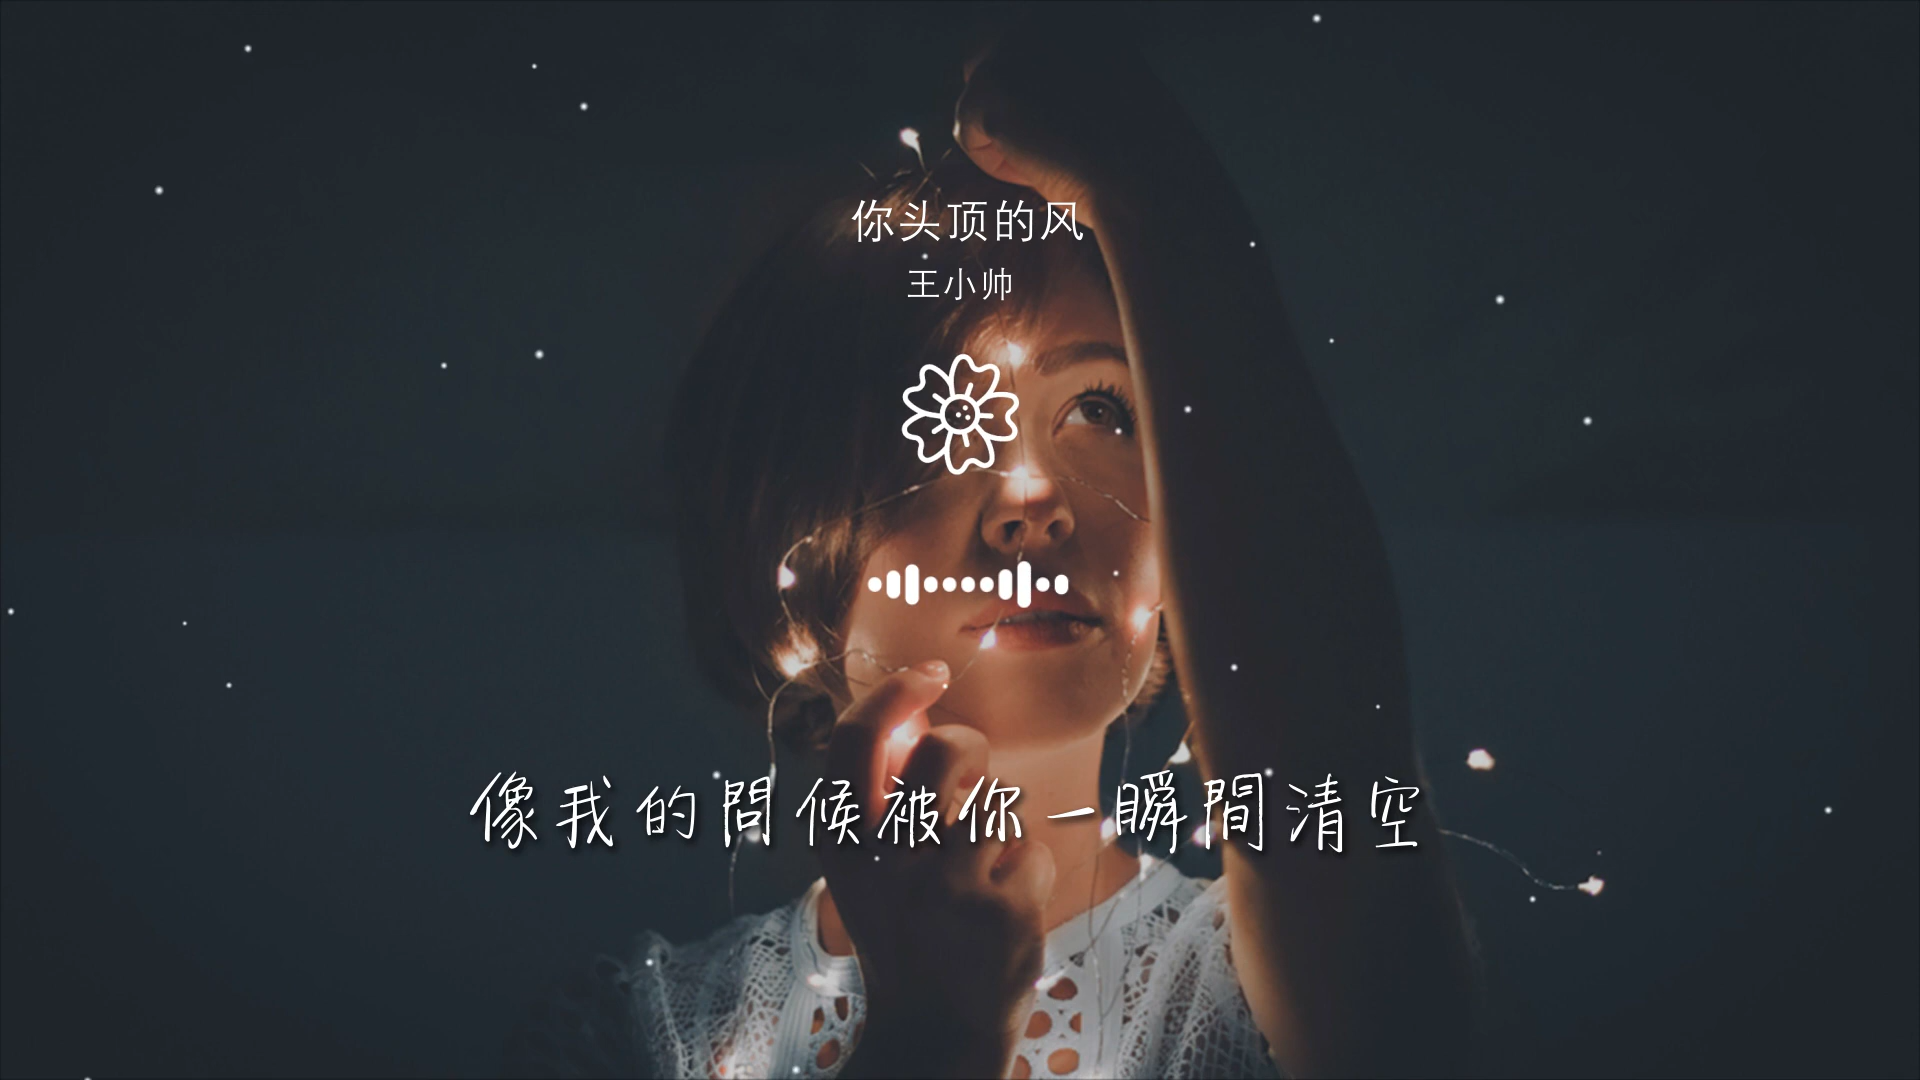 你头顶的风
王小帅
像我的問候被你一瞬間清空